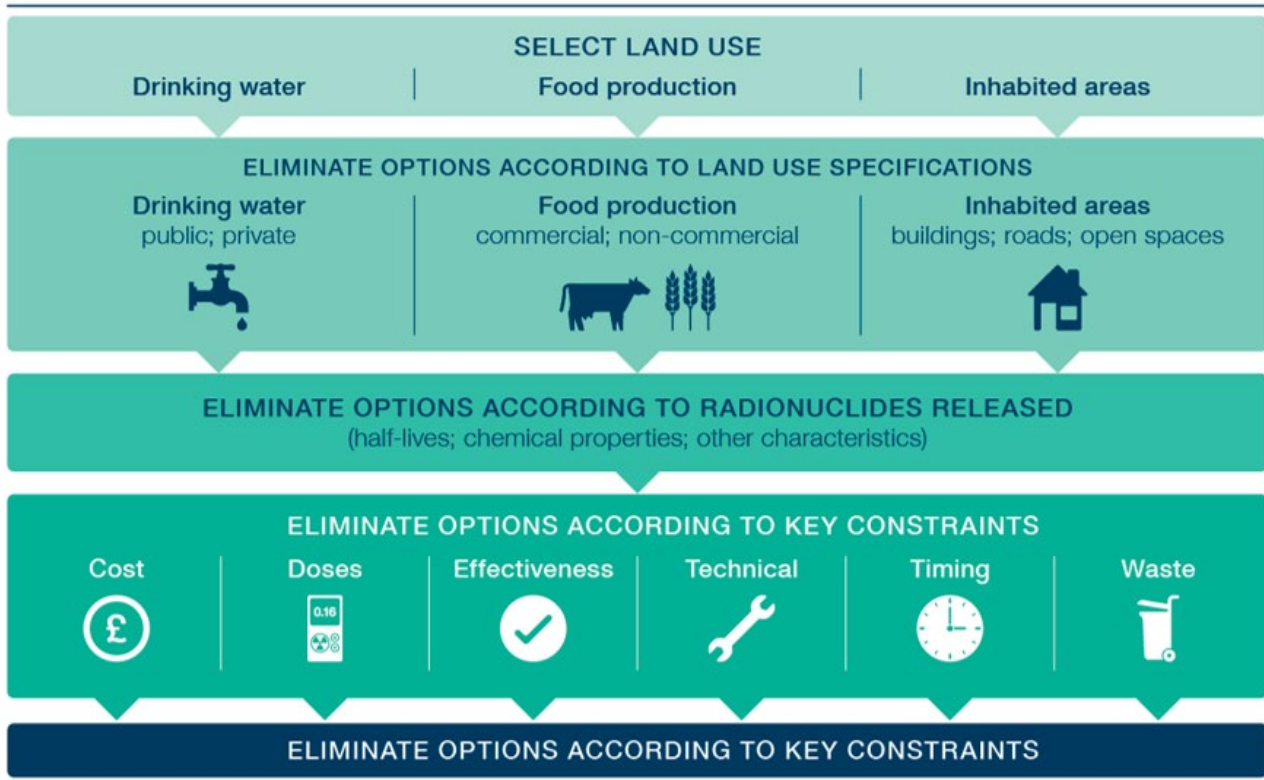 SELECT LAND USE
Drinking water
Food production
Inhabited areas
ELIMINATE OPTIONS ACCORDING TO LAND USE SPECIFICATIONS
Drinking water
public; private
Food production
commercial; non-commercial
Inhabited areas
buildings; roads; open spaces
ELIMINATE OPTIONS ACCORDING TO RADIONUCLIDES RELEASED
(half-lives; chemical properties; other characteristics)
ELIMINATE OPTIONS ACCORDING TO KEY CONSTRAINTS
Cost
Doses
Effectiveness
Technical
Timing
Waste
£
0.16
ELIMINATE OPTIONS ACCORDING TO KEY CONSTRAINTS